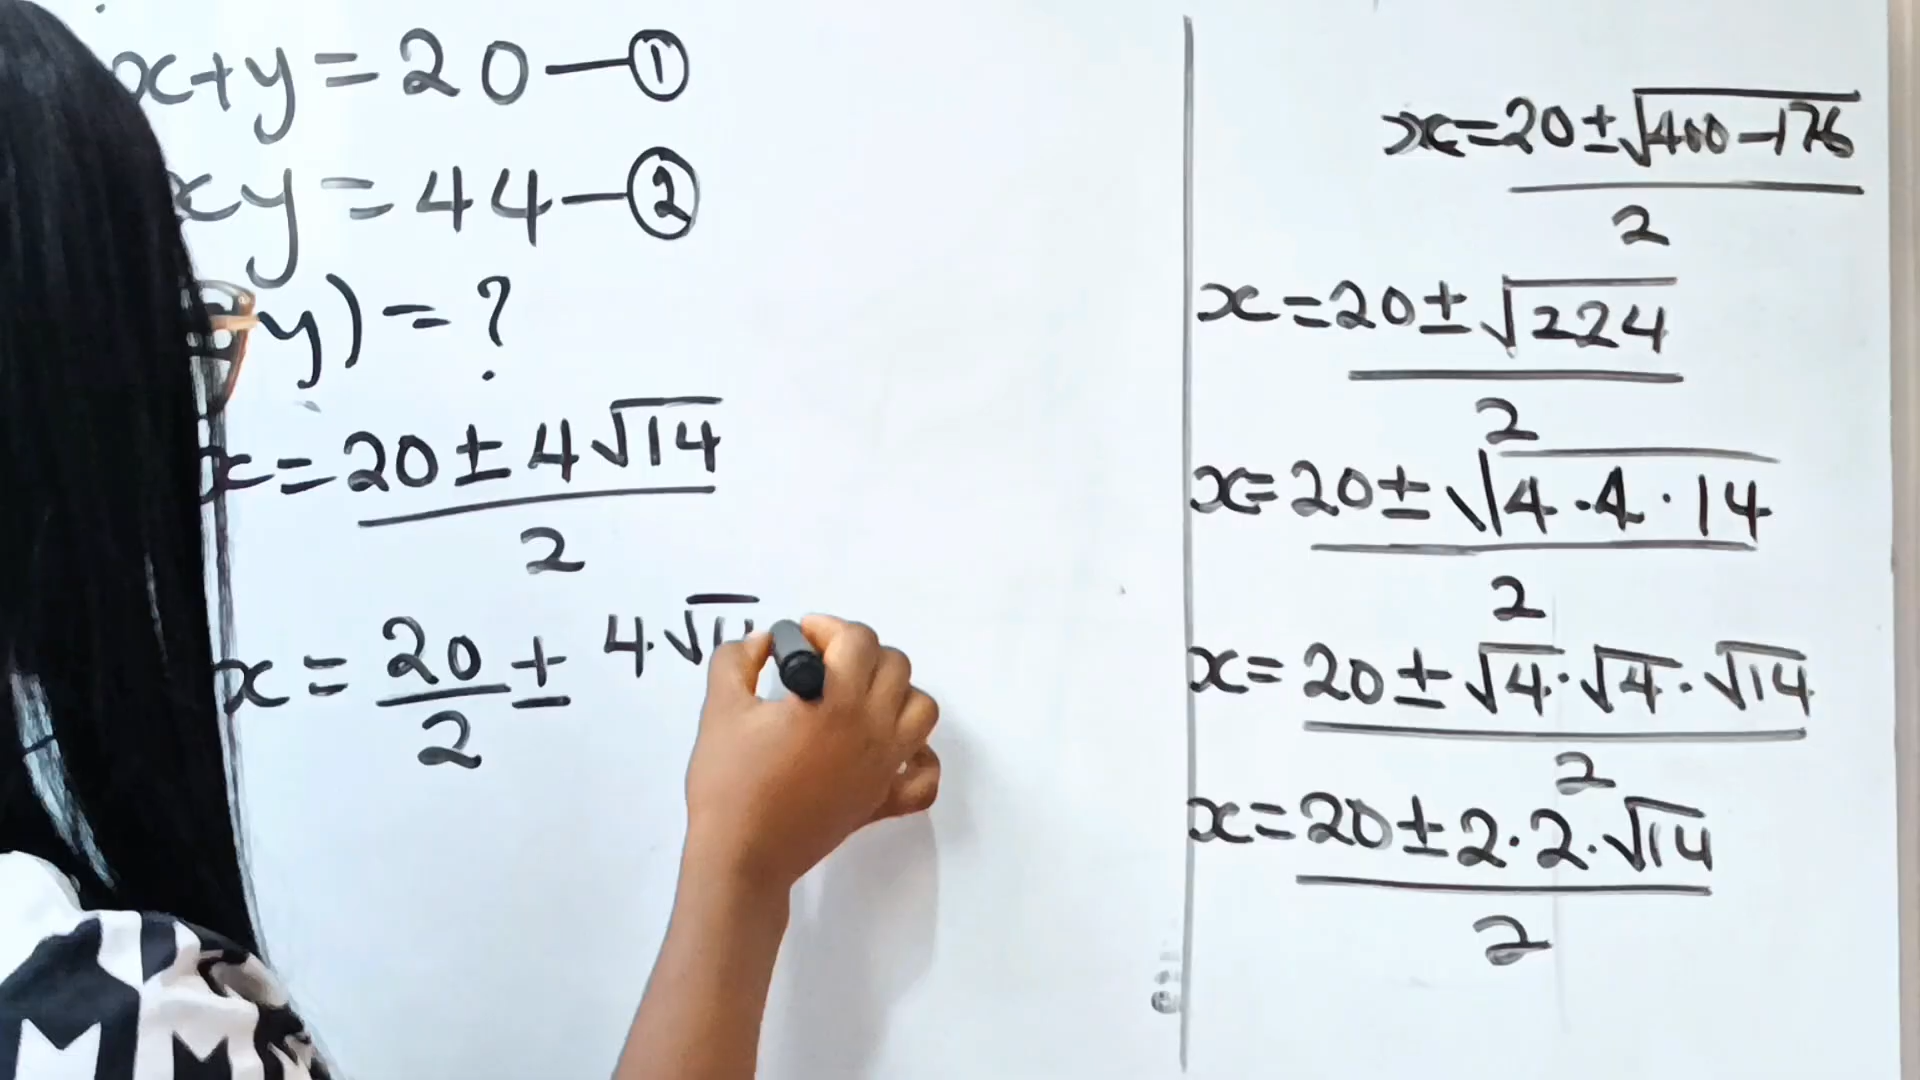 x+y=20—①
xy=44—②
y)=?
x=20±4√14
2
x=20±4·√14
2
x=20±√400-176
2
x=20±√224
2
x=20±√4·4·14
2
x=20±√4·√4·√14
2
x=20±2·2·√14
2